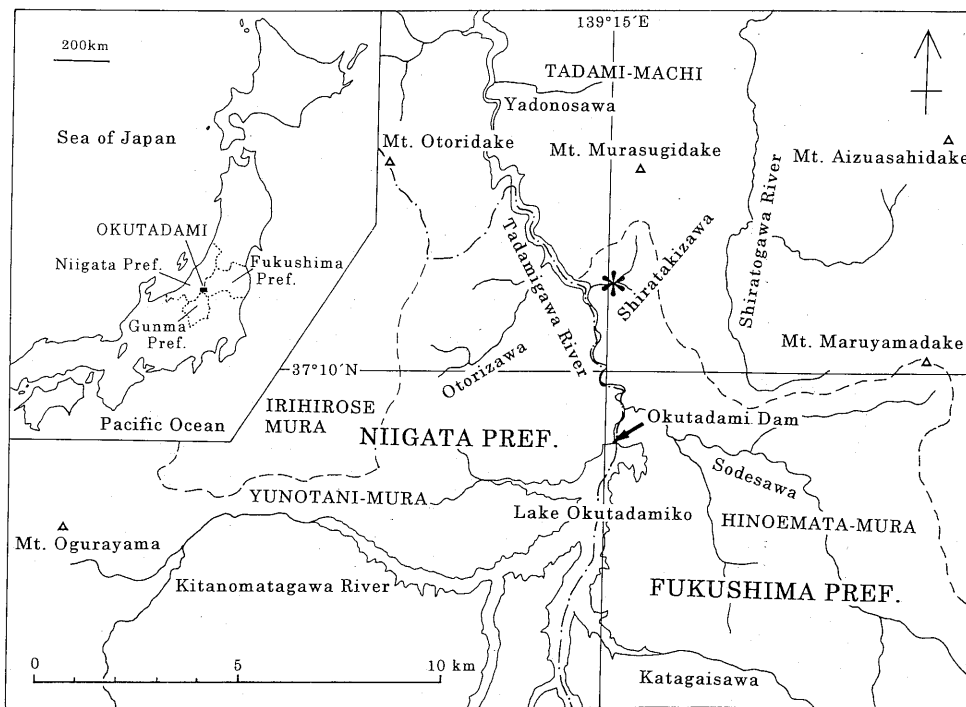 200km
Sea of Japan
OKUTADAMI
Niigata Pref.
Fukushima
Pref.
Gunma
Pref.
Pacific Ocean
139°15´E
TADAMI-MACHI
Yadonosawa
Mt. Otoridake
Mt. Murasugidake
Mt. Aizuasahidake
Tadamigawa River
Shiratakizawa
Shiratogawa River
Otorizawa
Mt. Maruyamadake
37°10´N
IRIHIROSE
MURA
NIIGATA PREF.
Okutadami Dam
Sodesawa
YUNOTANI-MURA
Lake Okutadamiko
HINOEMATA-MURA
Mt. Ogurayama
Kitanomatagawa River
FUKUSHIMA PREF.
Katagaisawa
0 5 10 km